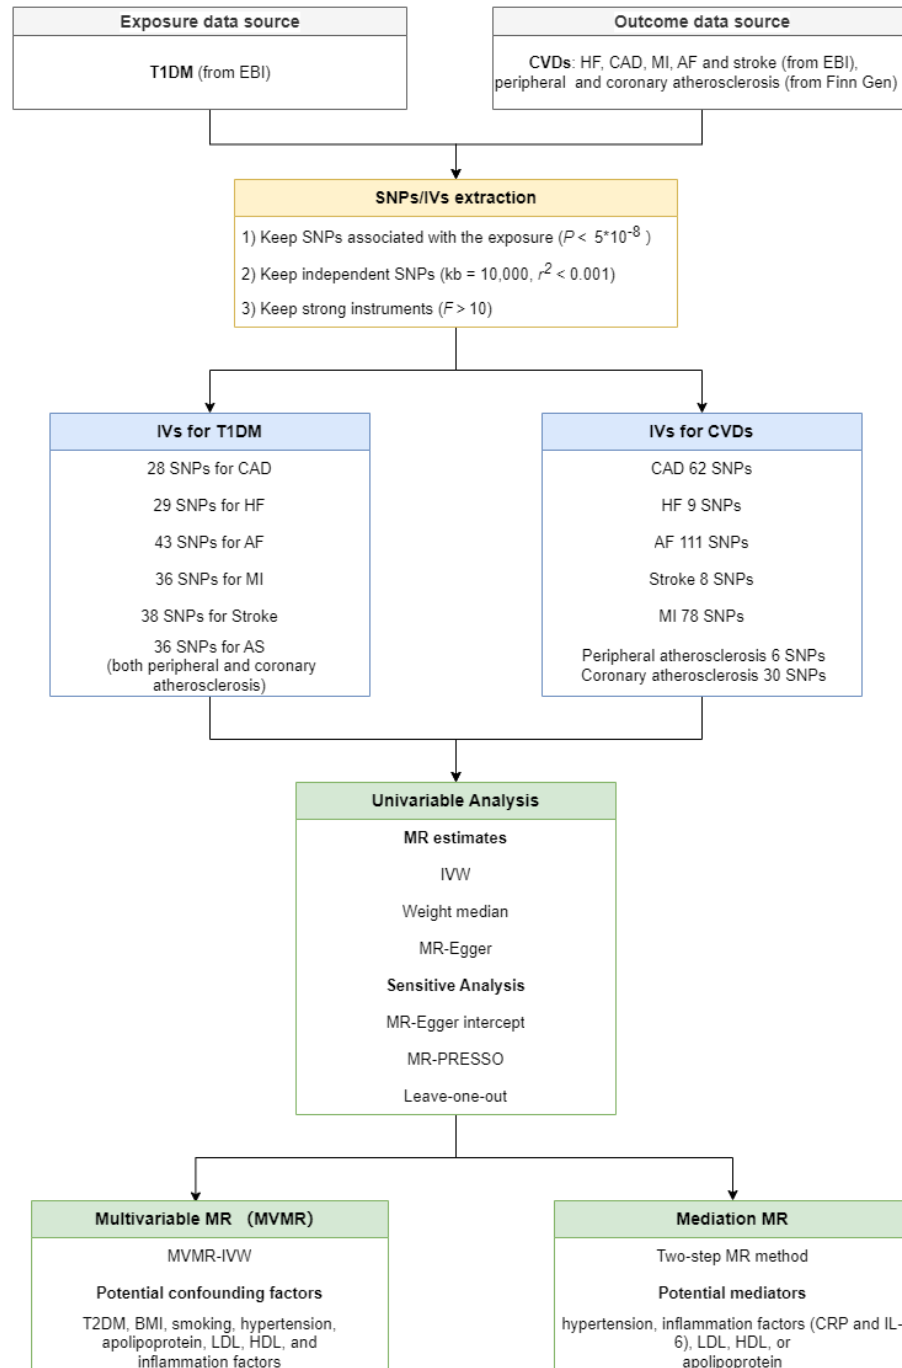 Exposure data source
T1DM (from EBI)
Outcome data source
CVDs: HF, CAD, MI, AF and stroke (from EBI),
peripheral and coronary atherosclerosis (from Finn Gen)
SNPs/IVs extraction
1) Keep SNPs associated with the exposure (P < 5*10^-8 )
2) Keep independent SNPs (kb = 10,000, r^2 < 0.001)
3) Keep strong instruments (F > 10)
IVs for T1DM
28 SNPs for CAD
29 SNPs for HF
43 SNPs for AF
36 SNPs for MI
38 SNPs for Stroke
36 SNPs for AS
(both peripheral and coronary
atherosclerosis)
IVs for CVDs
CAD 62 SNPs
HF 9 SNPs
AF 111 SNPs
Stroke 8 SNPs
MI 78 SNPs
Peripheral atherosclerosis 6 SNPs
Coronary atherosclerosis 30 SNPs
Univariable Analysis
MR estimates
IVW
Weight median
MR-Egger
Sensitive Analysis
MR-Egger intercept
MR-PRESSO
Leave-one-out
Multivariable MR （MVMR）
MVMR-IVW
Potential confounding factors
T2DM, BMI, smoking, hypertension,
apolipoprotein, LDL, HDL, and
inflammation factors
Mediation MR
Two-step MR method
Potential mediators
hypertension, inflammation factors (CRP and IL-
6), LDL, HDL, or
apolipoprotein